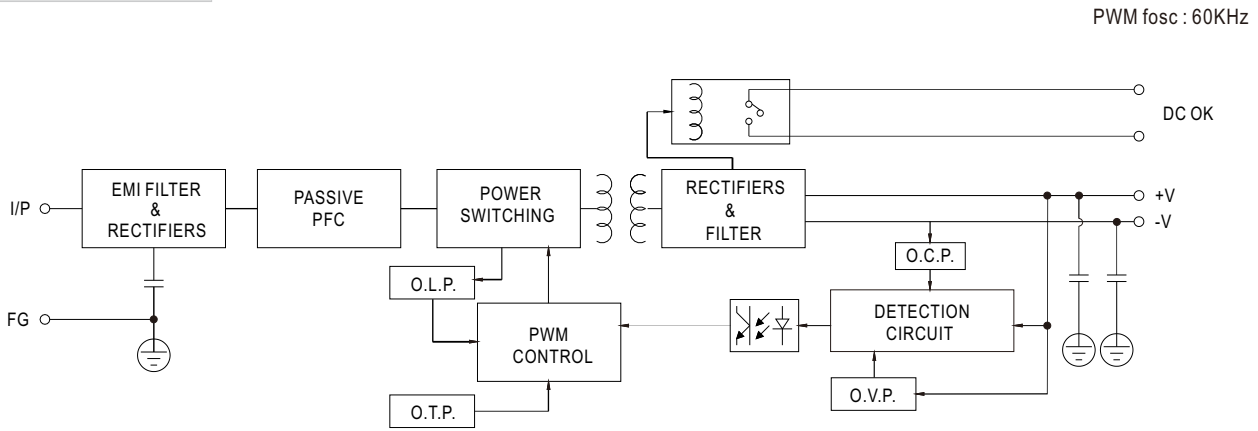 PWM fosc : 60KHz
DC OK
EMI FILTER
&
RECTIFIERS
PASSIVE
PFC
POWER
SWITCHING
RECTIFIERS
&
FILTER
I/P
+V
-V
O.C.P.
O.L.P.
FG
PWM
CONTROL
DETECTION
CIRCUIT
O.V.P.
O.T.P.